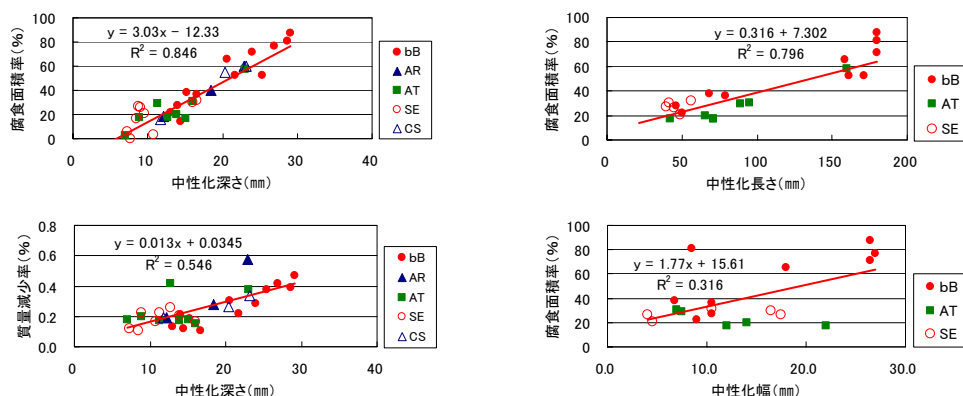 腐食面積率(%)
100
80
60
40
20
0
y = 3.03x − 12.33
R² = 0.846
0 10 20 30 40
中性化深さ(㎜)
bB
AR
AT
SE
CS
腐食面積率(%)
100
80
60
40
20
0
y = 0.316 + 7.302
R² = 0.796
0 50 100 150 200
中性化長さ(㎜)
bB
AT
SE
質量減少率(%)
0.8
0.6
0.4
0.2
0.0
y = 0.013x + 0.0345
R² = 0.546
0 10 20 30 40
中性化深さ(㎜)
bB
AR
AT
SE
CS
腐食面積率(%)
100
80
60
40
20
0
y = 1.77x + 15.61
R² = 0.316
0.0 10.0 20.0 30.0
中性化幅(㎜)
bB
AT
SE